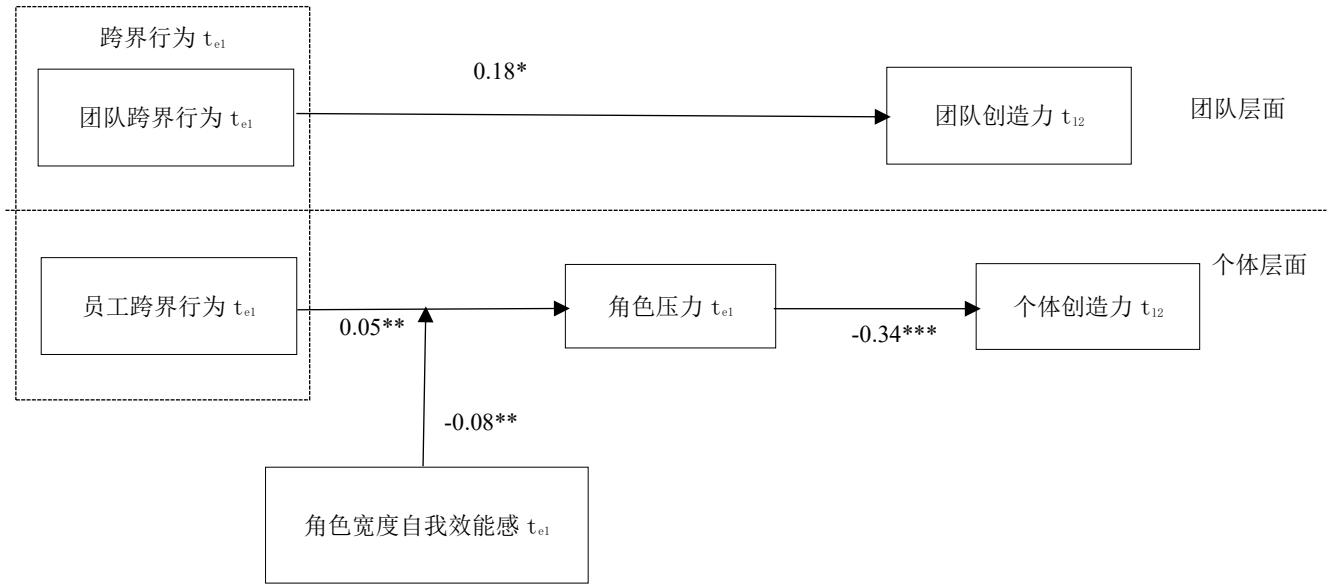 跨界行为 te1
0.18*
团队跨界行为 te1
团队创造力 tl2
团队层面
个体层面
员工跨界行为 te1
角色压力 te1
个体创造力 tl2
0.05**
-0.34***
-0.08**
角色宽度自我效能感 te1